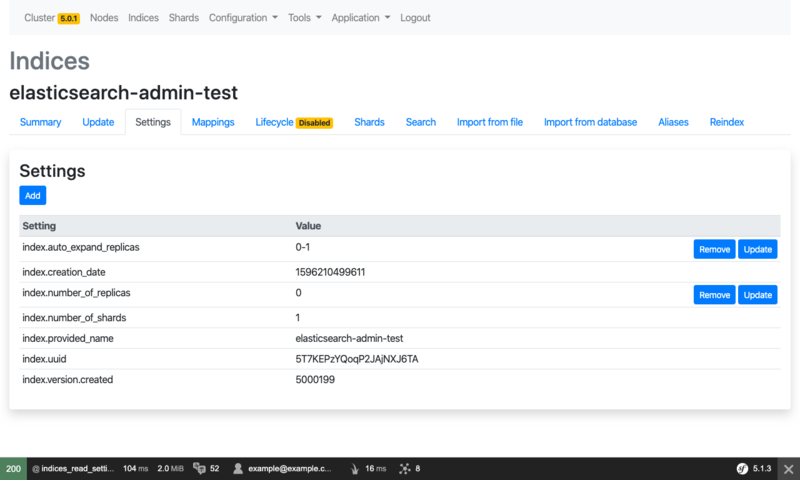 Cluster 5.0.1 Nodes Indices Shards Configuration Tools Application Logout
Indices
elasticsearch-admin-test
Summary Update Settings Mappings Lifecycle Disabled Shards Search Import from file Import from database Aliases Reindex
Settings
Add
Setting Value
index.auto_expand_replicas 0-1 Remove Update
index.creation_date 1596210499611
index.number_of_replicas 0 Remove Update
index.number_of_shards 1
index.provided_name elasticsearch-admin-test
index.uuid 5T7KEPzYQoqP2JAjNXJ6TA
index.version.created 5000199
200 @ indices_read_setti... 104 ms 2.0 MiB 52 example@example.c... 16 ms 8 sf 5.1.3